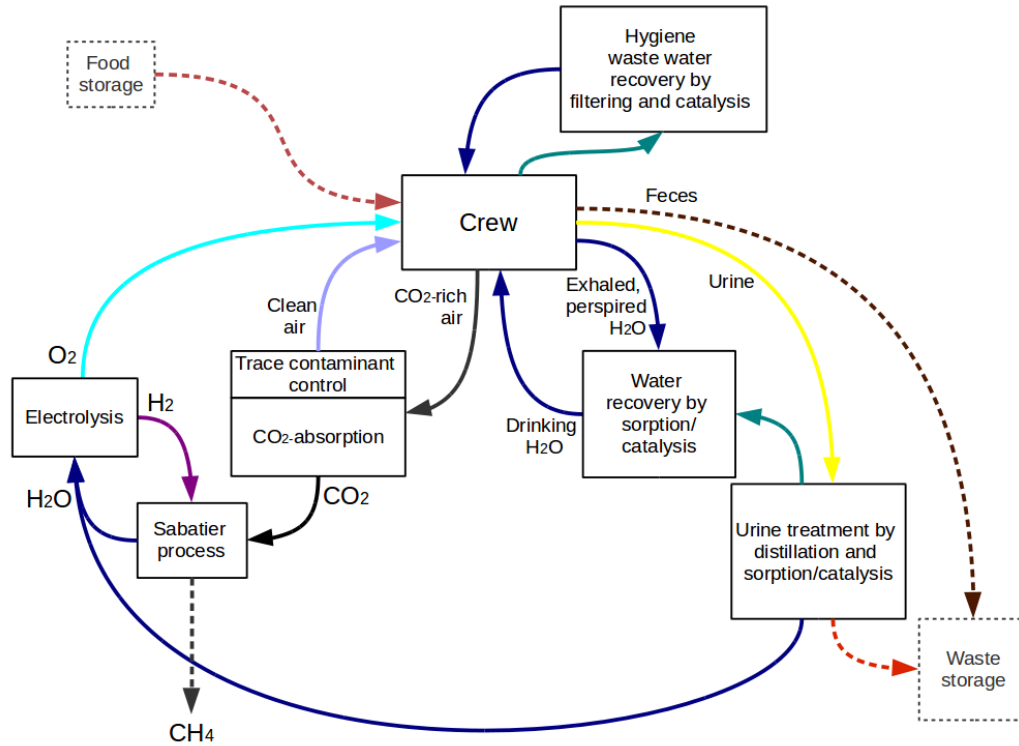 Hygiene
waste water
recovery by
filtering and catalysis
Food
storage
Feces
Crew
Urine
CO2-rich
air
Exhaled,
perspired
H2O
Clean
air
O2
Trace contaminant
control
CO2-absorption
Water
recovery by
sorption/
catalysis
Electrolysis
H2
Drinking
H2O
H2O
CO2
Sabatier
process
Urine treatment by
distillation and
sorption/catalysis
Waste
storage
CH4